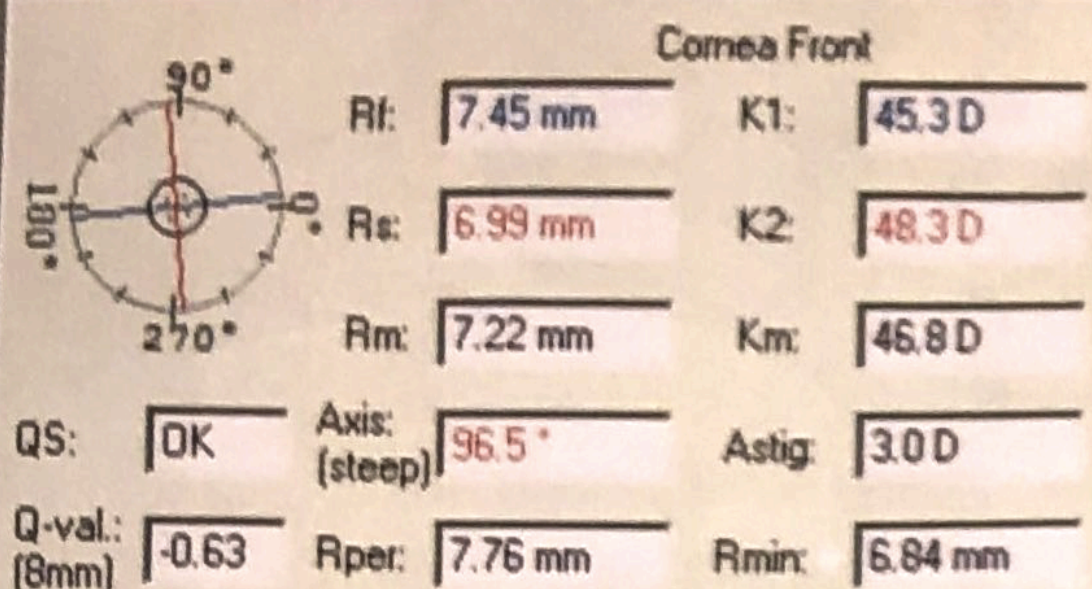 Cornea Front
90°
180°
0°
270°
Rf: 7.45 mm K1: 45.3 D
Rs: 6.99 mm K2: 48.3 D
Rm: 7.22 mm Km: 46.8 D
QS: OK Axis: (steep) 96.5° Astig: 3.0 D
Q-val.: (8mm) -0.63 Rper: 7.76 mm Rmin: 6.84 mm